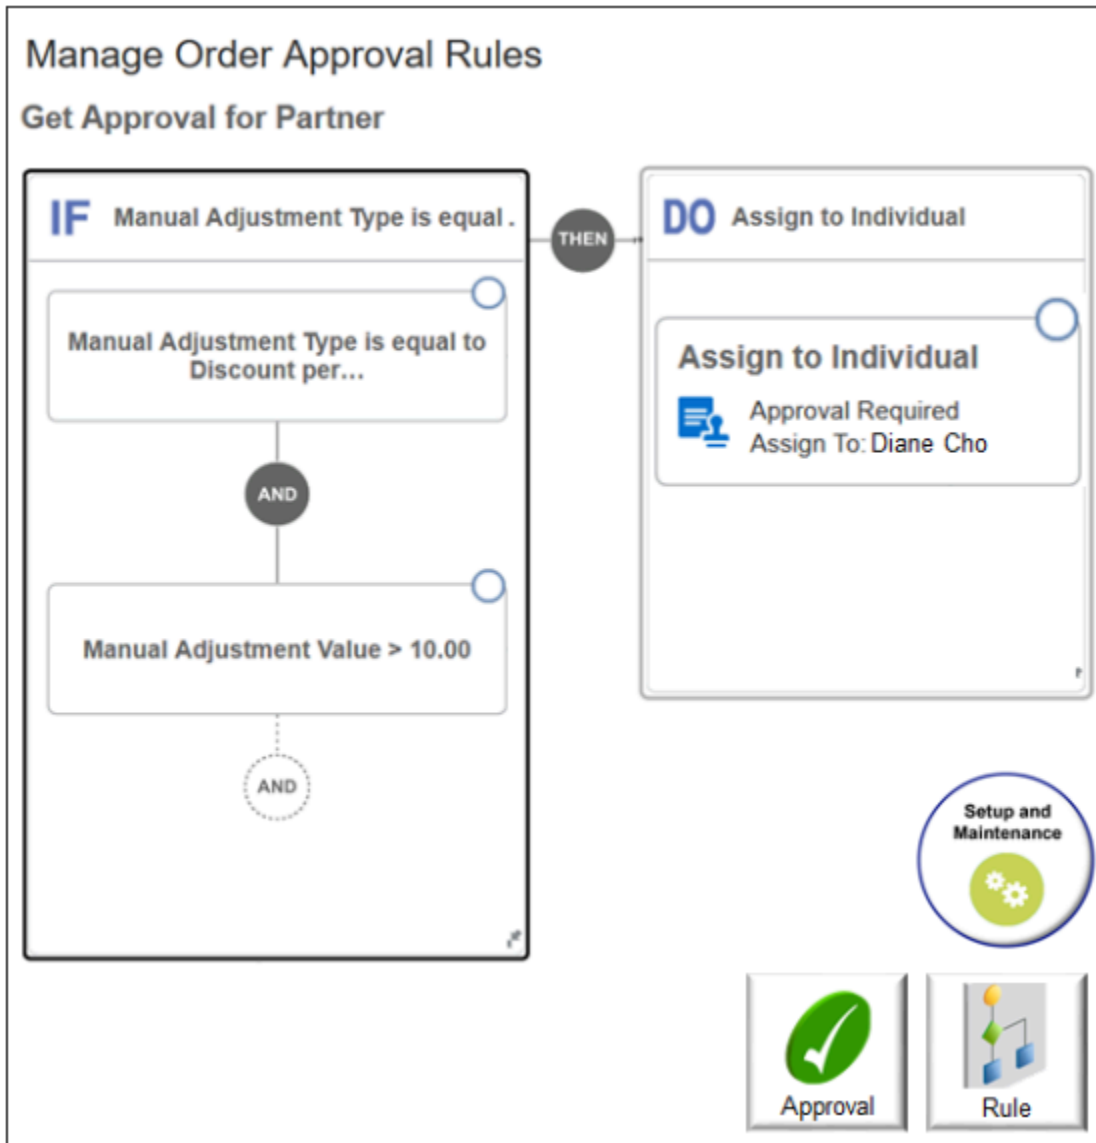 Manage Order Approval Rules
Get Approval for Partner
IF Manual Adjustment Type is equal .
THEN
DO Assign to Individual
Manual Adjustment Type is equal to
Discount per...
AND
Manual Adjustment Value > 10.00
AND
Assign to Individual
Approval Required
Assign To: Diane Cho
Setup and
Maintenance
Approval
Rule